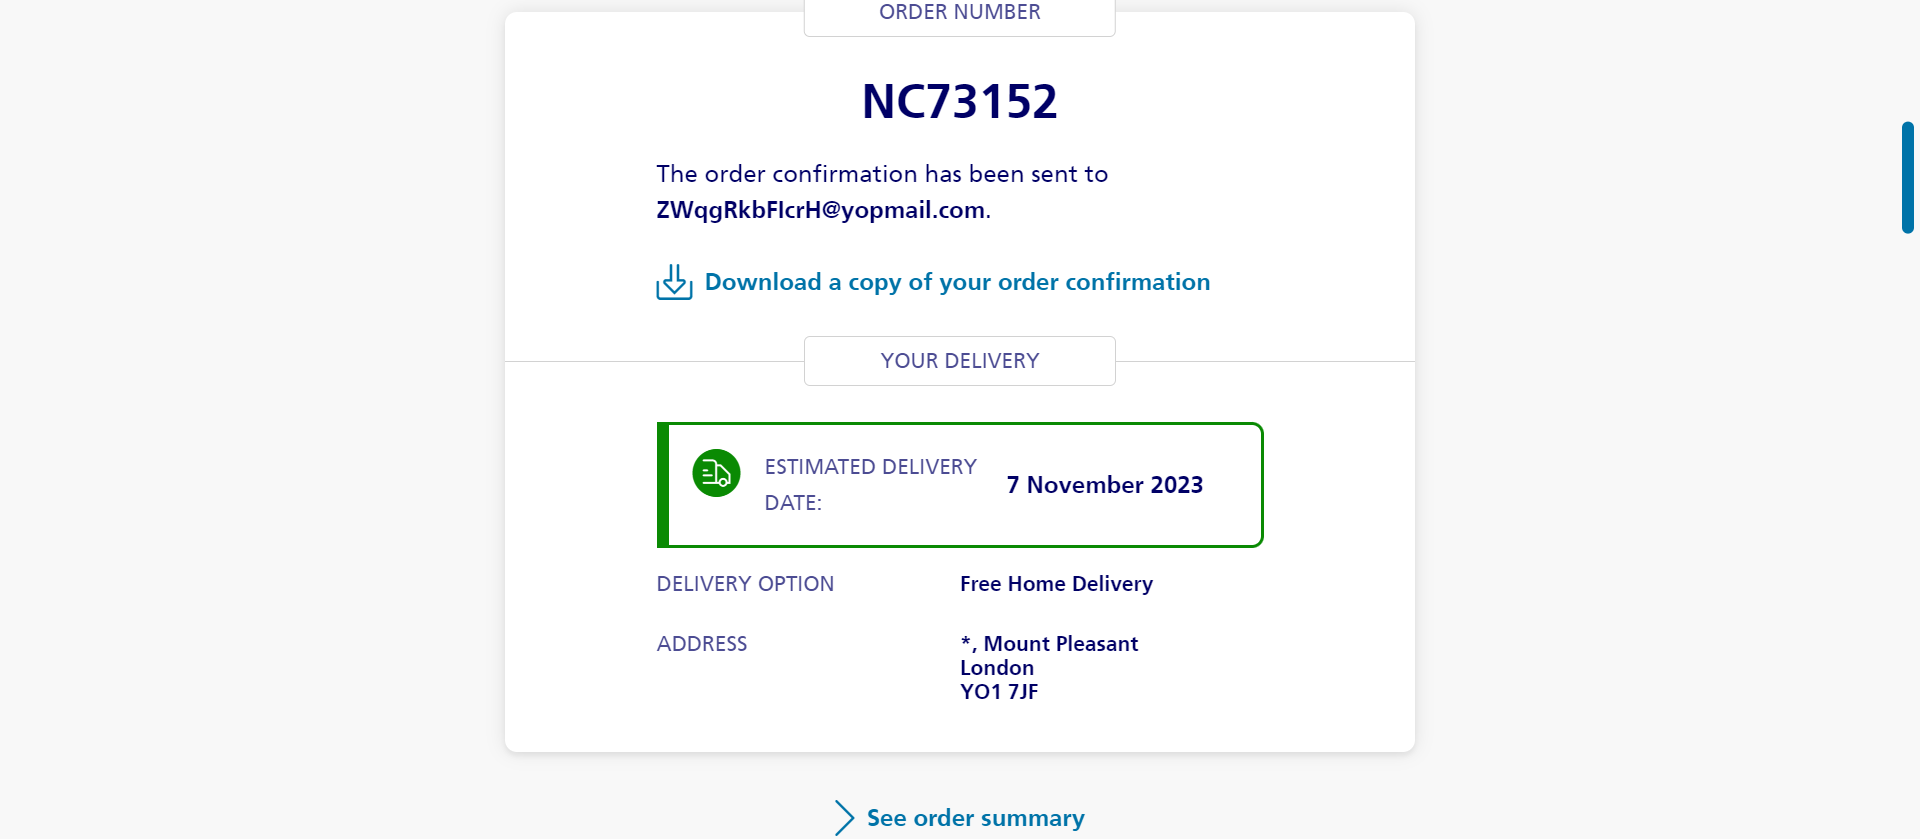 ORDER NUMBER
NC73152
The order confirmation has been sent to
ZWqgRkbFIcrH@yopmail.com.
Download a copy of your order confirmation
YOUR DELIVERY
ESTIMATED DELIVERY
DATE:
7 November 2023
DELIVERY OPTION
Free Home Delivery
ADDRESS
*, Mount Pleasant
London
YO1 7JF
See order summary